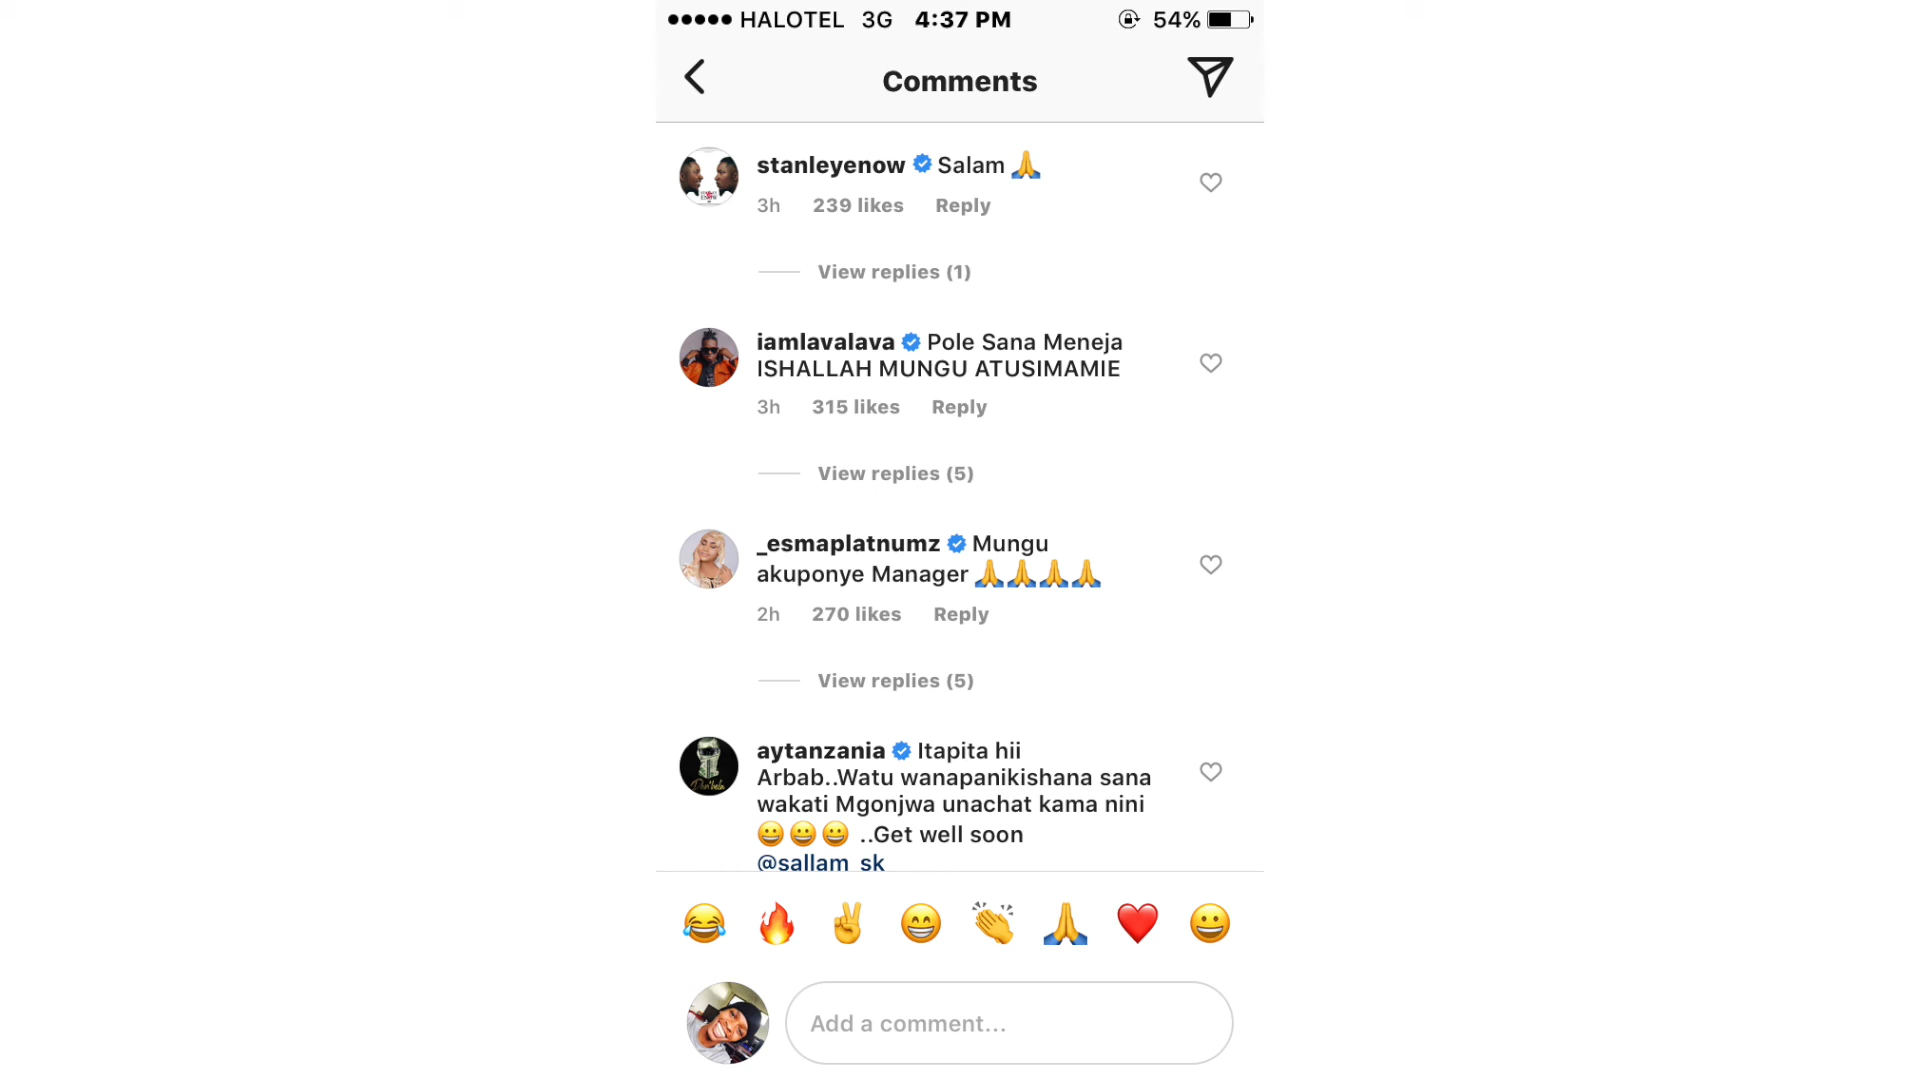 HALOTEL 3G 4:37 PM 54%
Comments
stanleyenow Salam 🙏
3h 239 likes Reply
View replies (1)
iamlavalava Pole Sana Meneja
ISHALLAH MUNGU ATUSIMAMIE
3h 315 likes Reply
View replies (5)
_esmaplatnumz Mungu
akuponye Manager 🙏🙏🙏🙏
2h 270 likes Reply
View replies (5)
aytanzania Itapita hii
Arbab..Watu wanapanikishana sana
wakati Mgonjwa unachat kama nini
😀😀😀 ..Get well soon
@sallam_sk
Add a comment...